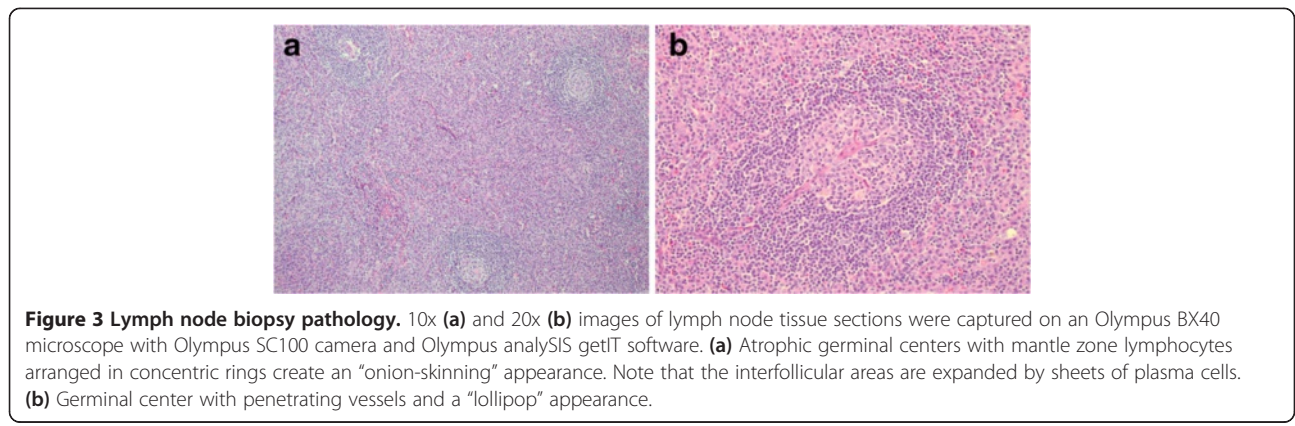 a
b
Figure 3 Lymph node biopsy pathology. 10x (a) and 20x (b) images of lymph node tissue sections were captured on an Olympus BX40
microscope with Olympus SC100 camera and Olympus analySIS getIT software. (a) Atrophic germinal centers with mantle zone lymphocytes
arranged in concentric rings create an “onion-skinning” appearance. Note that the interfollicular areas are expanded by sheets of plasma cells.
(b) Germinal center with penetrating vessels and a “lollipop” appearance.